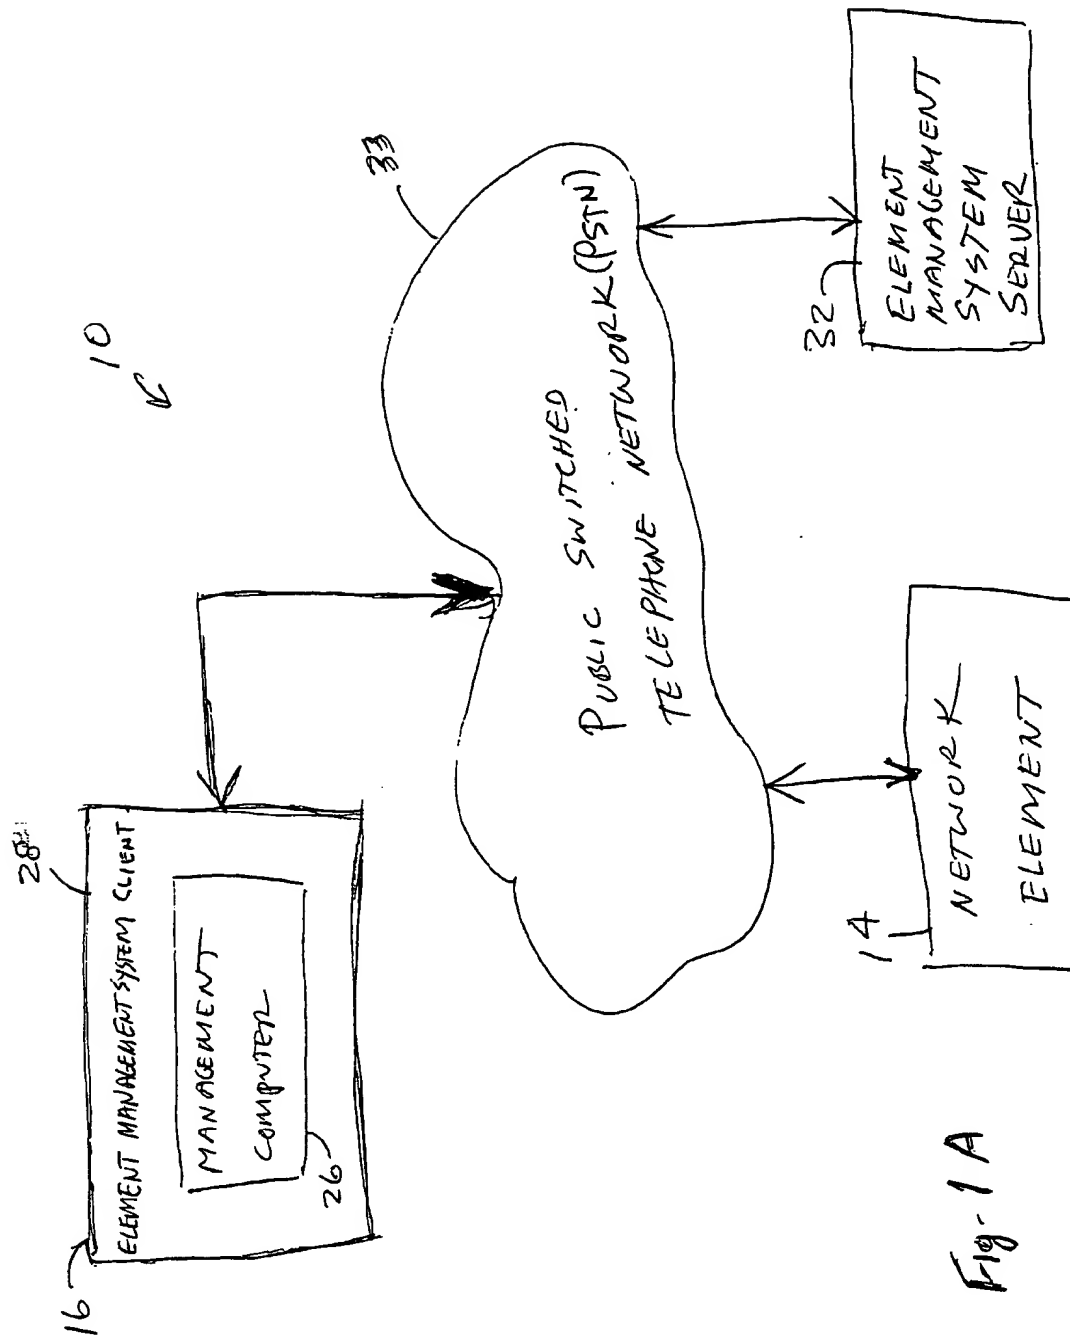 10
16
28
ELEMENT MANAGEMENT SYSTEM CLIENT
MANAGEMENT
COMPUTER
26
33
PUBLIC SWITCHED
TELEPHONE NETWORK (PSTN)
14
NETWORK
ELEMENT
32
ELEMENT
MANAGEMENT
SYSTEM
SERVER
Fig. 1A